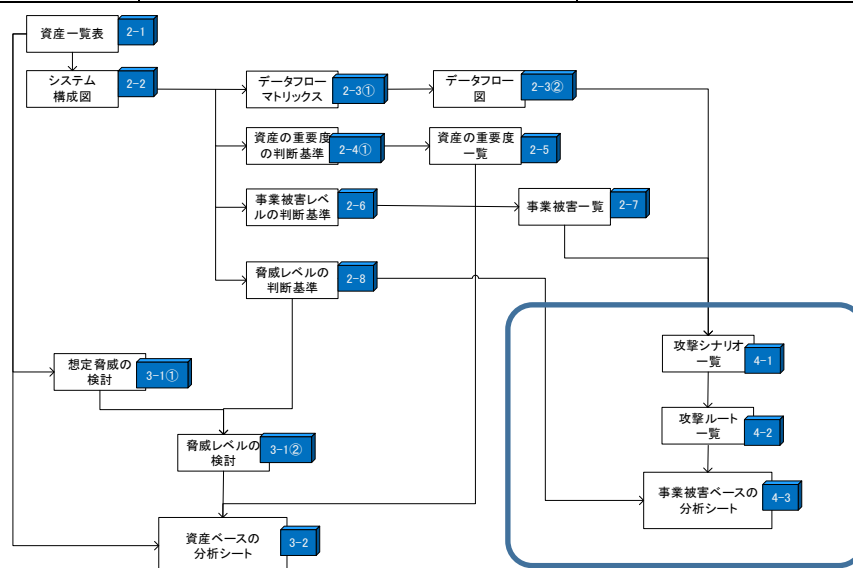 資産一覧表
2-1
システム
構成図
2-2
データフロー
マトリックス
2-3①
データフロー
図
2-3②
資産の重要度
の判断基準
2-4①
資産の重要度
一覧
2-5
事業被害レベ
ルの判断基準
2-6
事業被害一覧
2-7
脅威レベルの
判断基準
2-8
攻撃シナリオ
一覧
4-1
想定脅威の
検討
3-1①
攻撃ルート
一覧
4-2
脅威レベルの
検討
3-1②
事業被害ベースの
分析シート
4-3
資産ベースの
分析シート
3-2